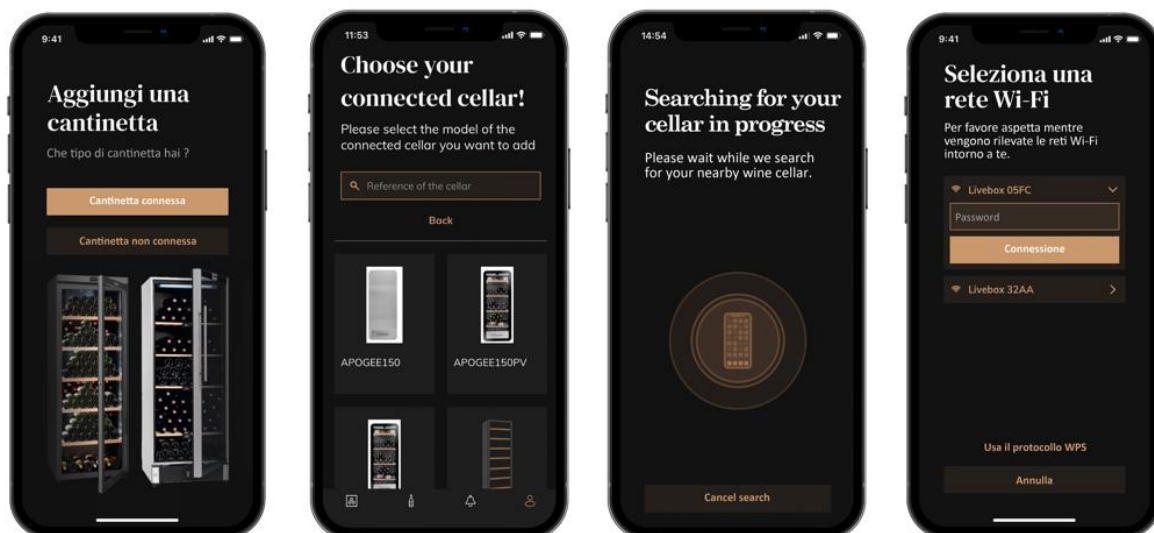 9:41
Aggiungi una
cantinetta
Che tipo di cantinetta hai ?
Cantinetta connessa
Cantinetta non connessa
11:53
Choose your
connected cellar!
Please select the model of the
connected cellar you want to add
Reference of the cellar
Back
APOGEE150
APOGEE150PV
14:54
Searching for your
cellar in progress
Please wait while we search
for your nearby wine cellar.
Cancel search
9:41
Seleziona una
rete Wi-Fi
Per favore aspetta mentre
vengono rilevate le reti Wi-Fi
intorno a te.
Livebox 05FC
Password
Connessione
Livebox 32AA
Usa il protocollo WPS
Annulla